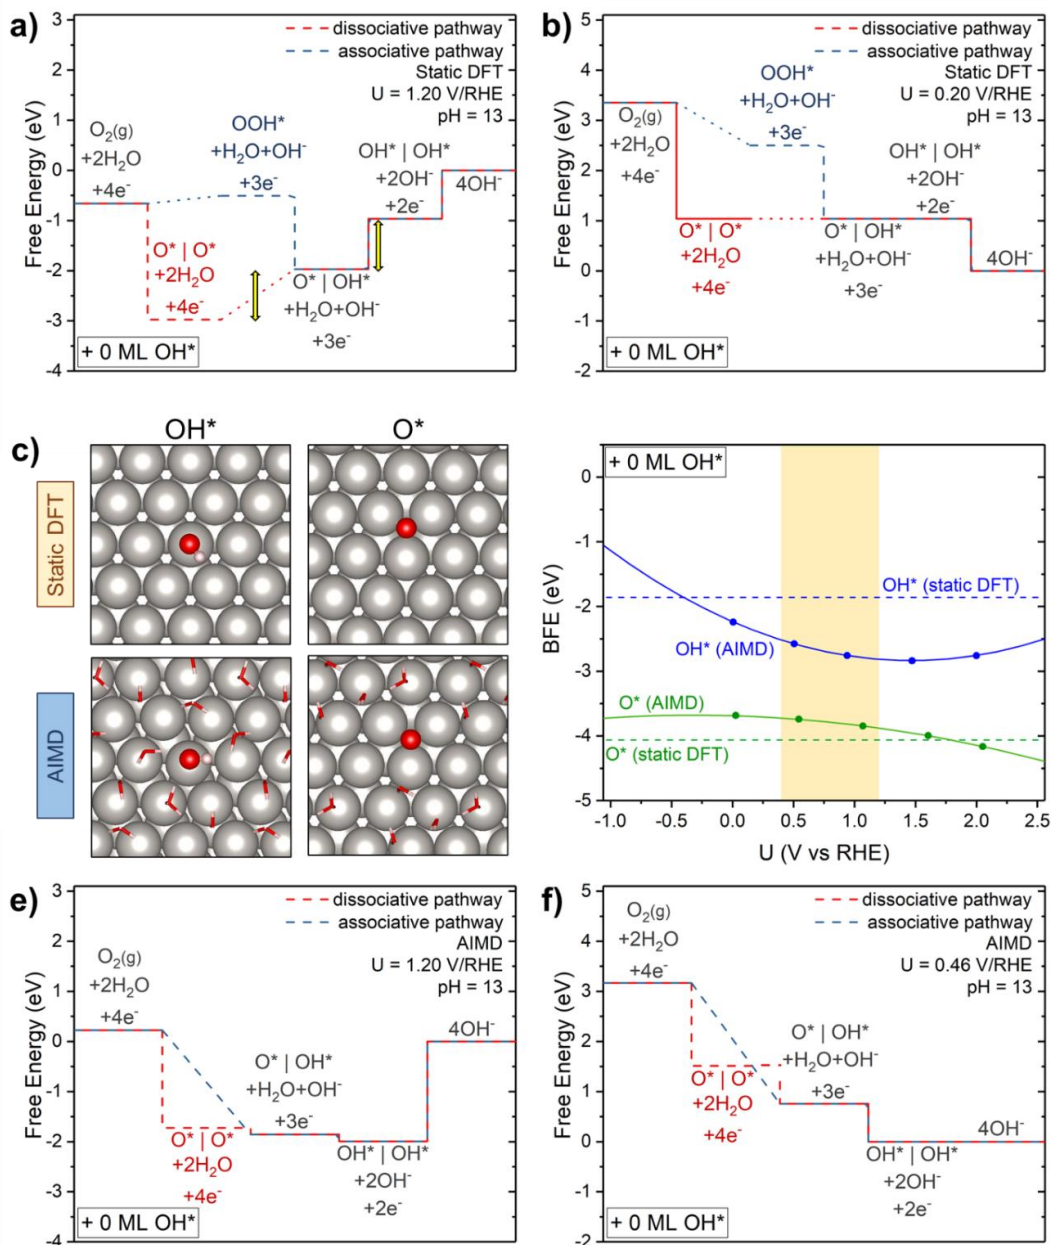 a)
3
2
1
0
-1
-2
-3
-4
Free Energy (eV)
dissociative pathway
associative pathway
Static DFT
U = 1.20 V/RHE
pH = 13
O₂(g)
+2H₂O
+4e⁻
OOH*
+H₂O+OH⁻
+3e⁻
OH* | OH*
+2OH⁻
+2e⁻
4OH⁻
O* | O*
+2H₂O
+4e⁻
O* | OH*
+H₂O+OH⁻
+3e⁻
+ 0 ML OH*
b)
5
4
3
2
1
0
-1
-2
Free Energy (eV)
dissociative pathway
associative pathway
Static DFT
U = 0.20 V/RHE
pH = 13
O₂(g)
+2H₂O
+4e⁻
OOH*
+H₂O+OH⁻
+3e⁻
OH* | OH*
+2OH⁻
+2e⁻
O* | O*
+2H₂O
+4e⁻
O* | OH*
+H₂O+OH⁻
+3e⁻
4OH⁻
+ 0 ML OH*
c)
OH*
O*
Static DFT
AIMD
+ 0 ML OH*
0
-1
-2
-3
-4
-5
BFE (eV)
OH* (static DFT)
OH* (AIMD)
O* (AIMD)
O* (static DFT)
-1.0 -0.5 0.0 0.5 1.0 1.5 2.0 2.5
U (V vs RHE)
e)
3
2
1
0
-1
-2
-3
-4
Free Energy (eV)
dissociative pathway
associative pathway
AIMD
U = 1.20 V/RHE
pH = 13
O₂(g)
+2H₂O
+4e⁻
4OH⁻
O* | OH*
+H₂O+OH⁻
+3e⁻
O* | O*
+2H₂O
+4e⁻
OH* | OH*
+2OH⁻
+2e⁻
+ 0 ML OH*
f)
5
4
3
2
1
0
-1
-2
Free Energy (eV)
dissociative pathway
associative pathway
AIMD
U = 0.46 V/RHE
pH = 13
O₂(g)
+2H₂O
+4e⁻
O* | OH*
+H₂O+OH⁻
+3e⁻
O* | O*
+2H₂O
+4e⁻
4OH⁻
OH* | OH*
+2OH⁻
+2e⁻
+ 0 ML OH*